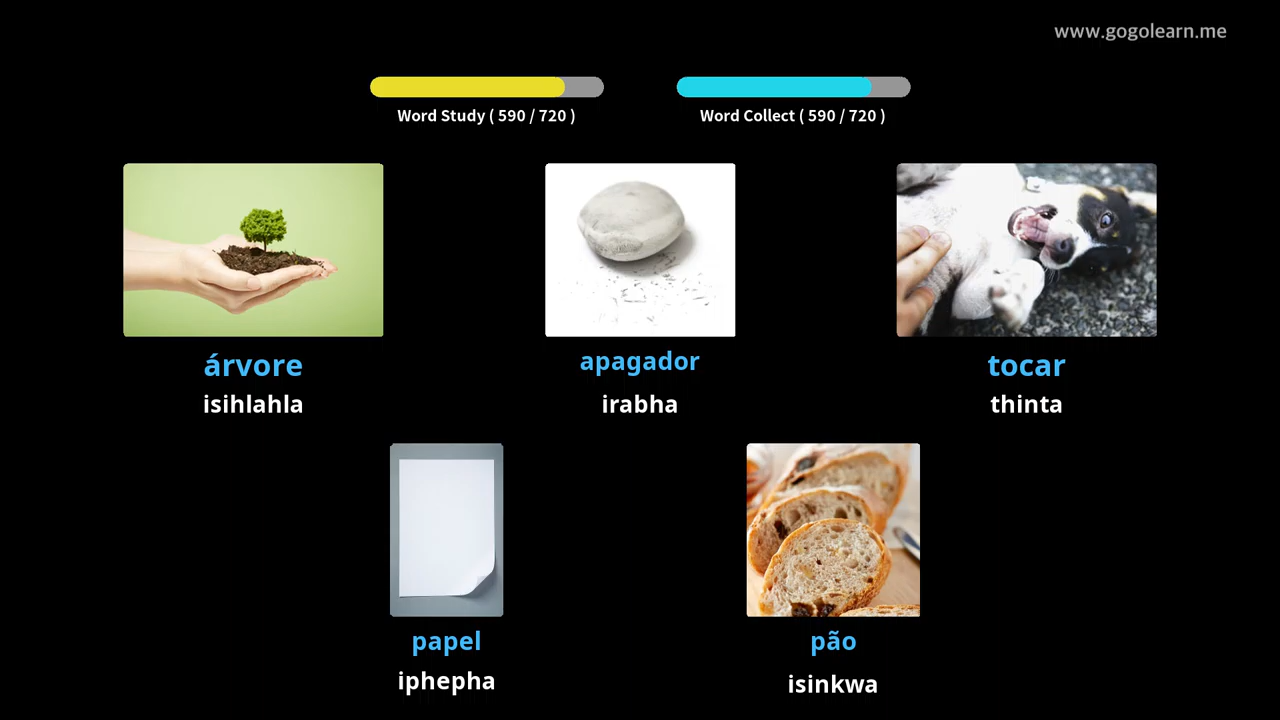 www.gogolearn.me
Word Study ( 590 / 720 )
Word Collect ( 590 / 720 )
árvore
isihlahla
apagador
irabha
tocar
thinta
papel
iphepha
pão
isinkwa